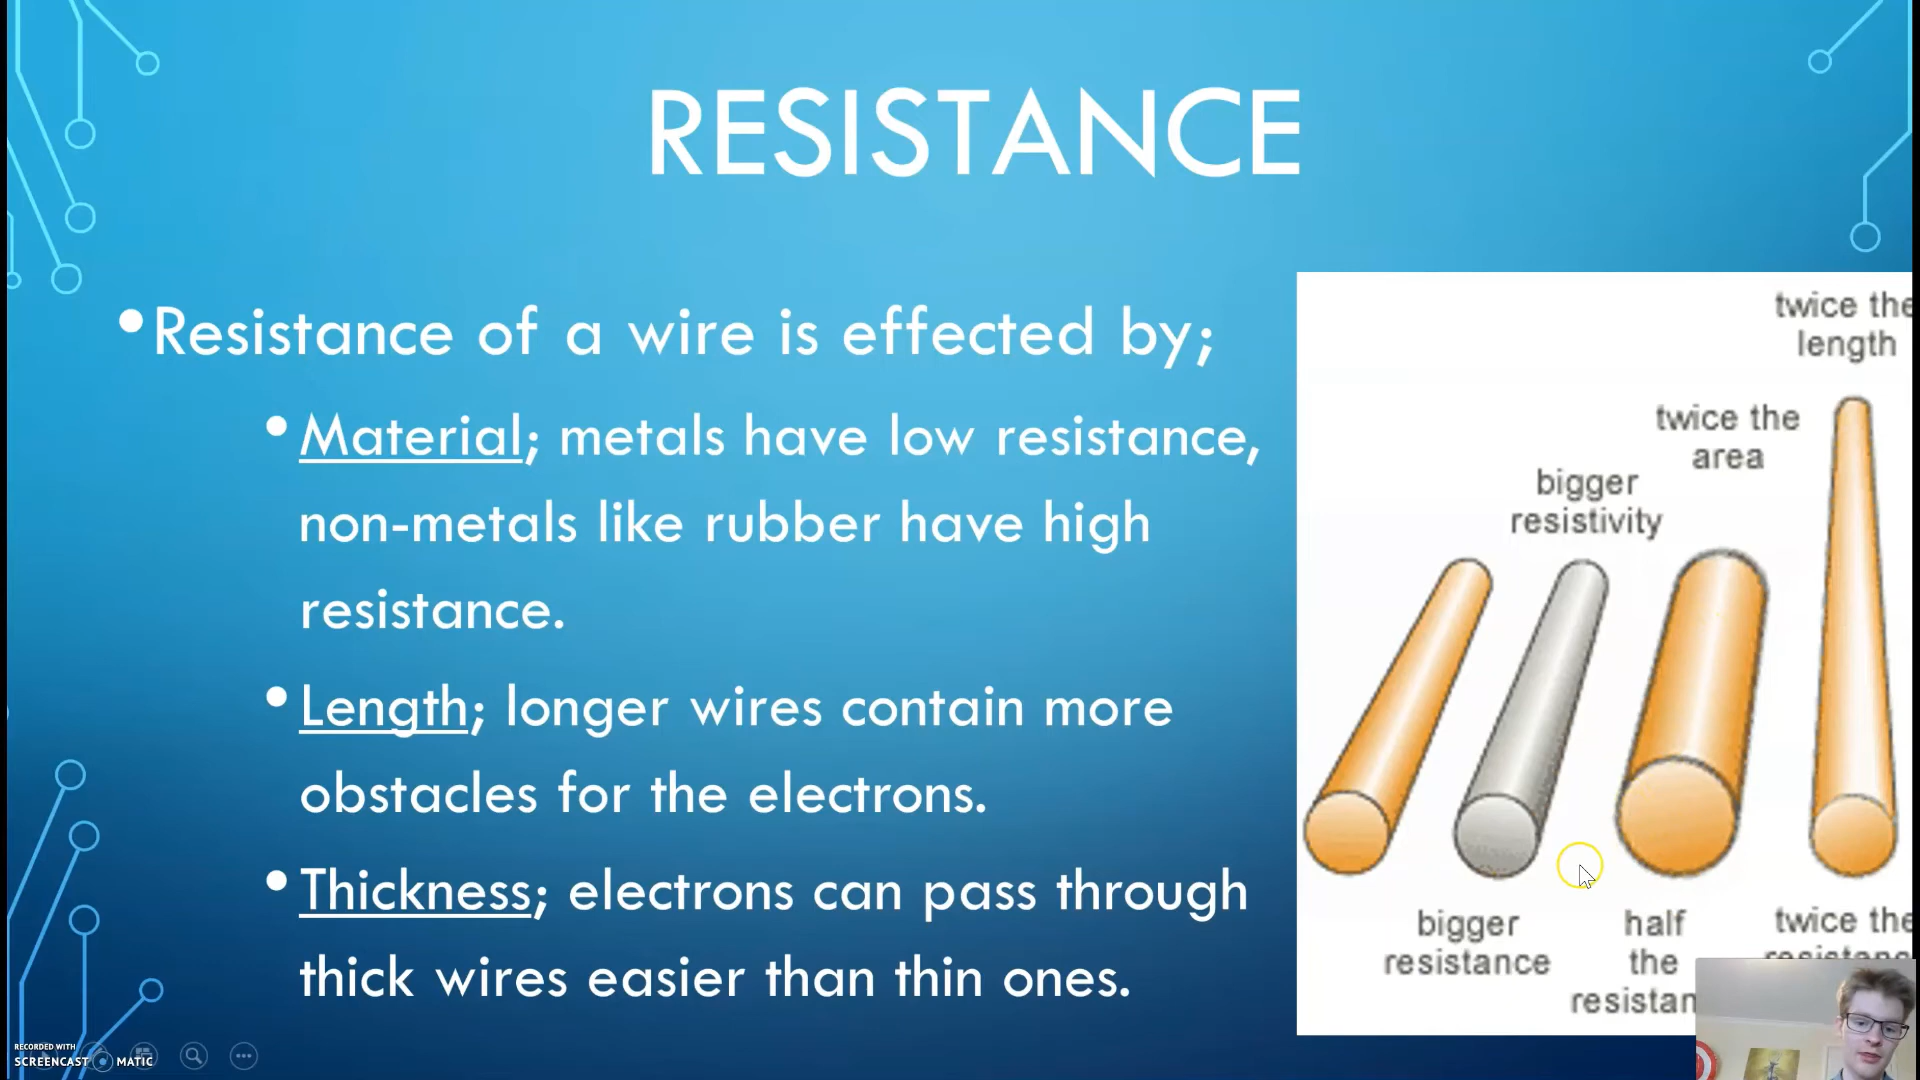 RESISTANCE
•Resistance of a wire is effected by;
•Material; metals have low resistance,
non-metals like rubber have high
resistance.
•Length; longer wires contain more
obstacles for the electrons.
•Thickness; electrons can pass through
thick wires easier than thin ones.
twice the
length
twice the
area
bigger
resistivity
bigger
resistance
half
the
twice the
RECORDED WITH
SCREENCAST MATIC